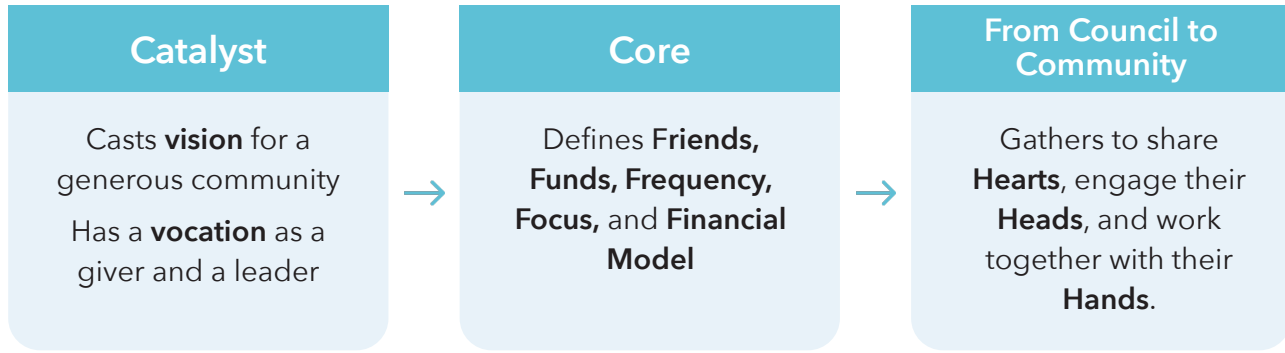 Catalyst
Casts vision for a
generous community
Has a vocation as a
giver and a leader
→
Core
Defines Friends,
Funds, Frequency,
Focus, and Financial
Model
→
From Council to
Community
Gathers to share
Hearts, engage their
Heads, and work
together with their
Hands.